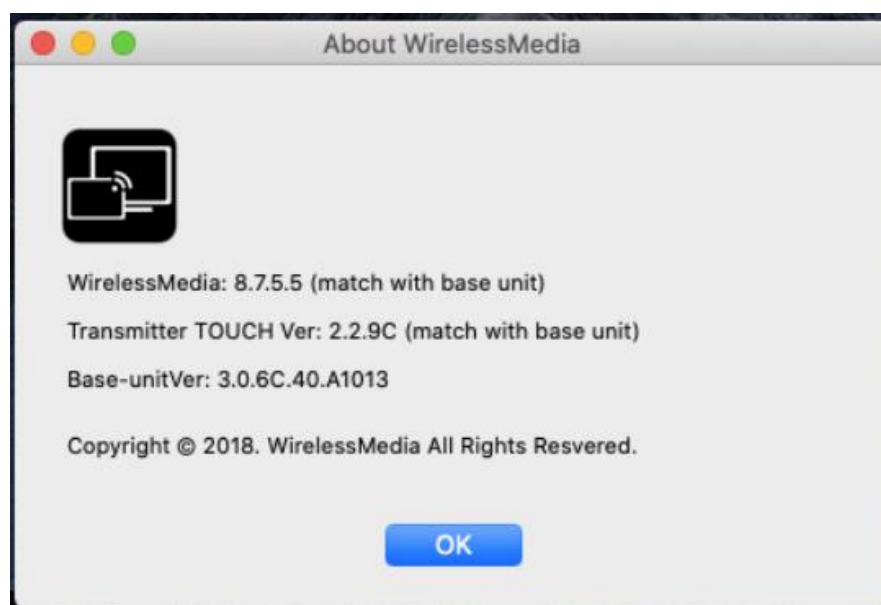 About WirelessMedia
WirelessMedia: 8.7.5.5 (match with base unit)
Transmitter TOUCH Ver: 2.2.9C (match with base unit)
Base-unitVer: 3.0.6C.40.A1013
Copyright © 2018. WirelessMedia All Rights Resvered.
OK